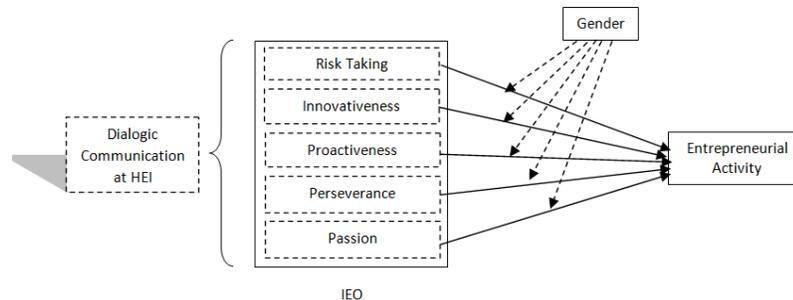 Gender
Risk Taking
Innovativeness
Proactiveness
Perseverance
Passion
Dialogic
Communication
at HEI
Entrepreneurial
Activity
IEO